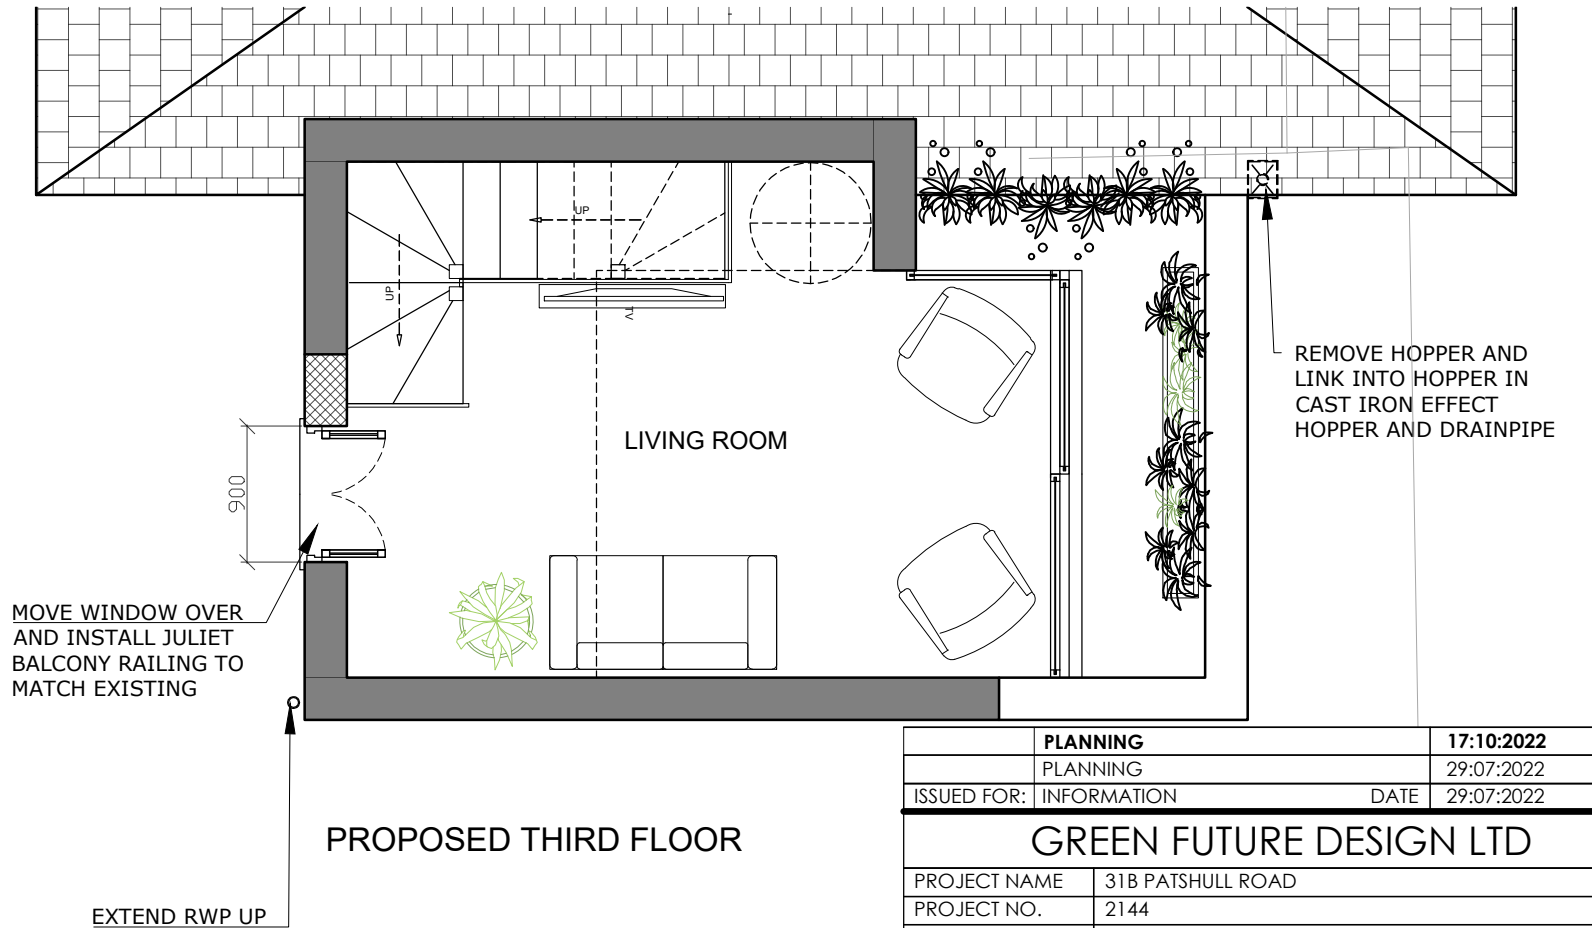 UP
UP
TV
LIVING ROOM
900
REMOVE HOPPER AND
LINK INTO HOPPER IN
CAST IRON EFFECT
HOPPER AND DRAINPIPE
MOVE WINDOW OVER
AND INSTALL JULIET
BALCONY RAILING TO
MATCH EXISTING
EXTEND RWP UP
PROPOSED THIRD FLOOR
PLANNING 17:10:2022
PLANNING 29:07:2022
ISSUED FOR: INFORMATION DATE 29:07:2022
GREEN FUTURE DESIGN LTD
PROJECT NAME 31B PATSHULL ROAD
PROJECT NO. 2144